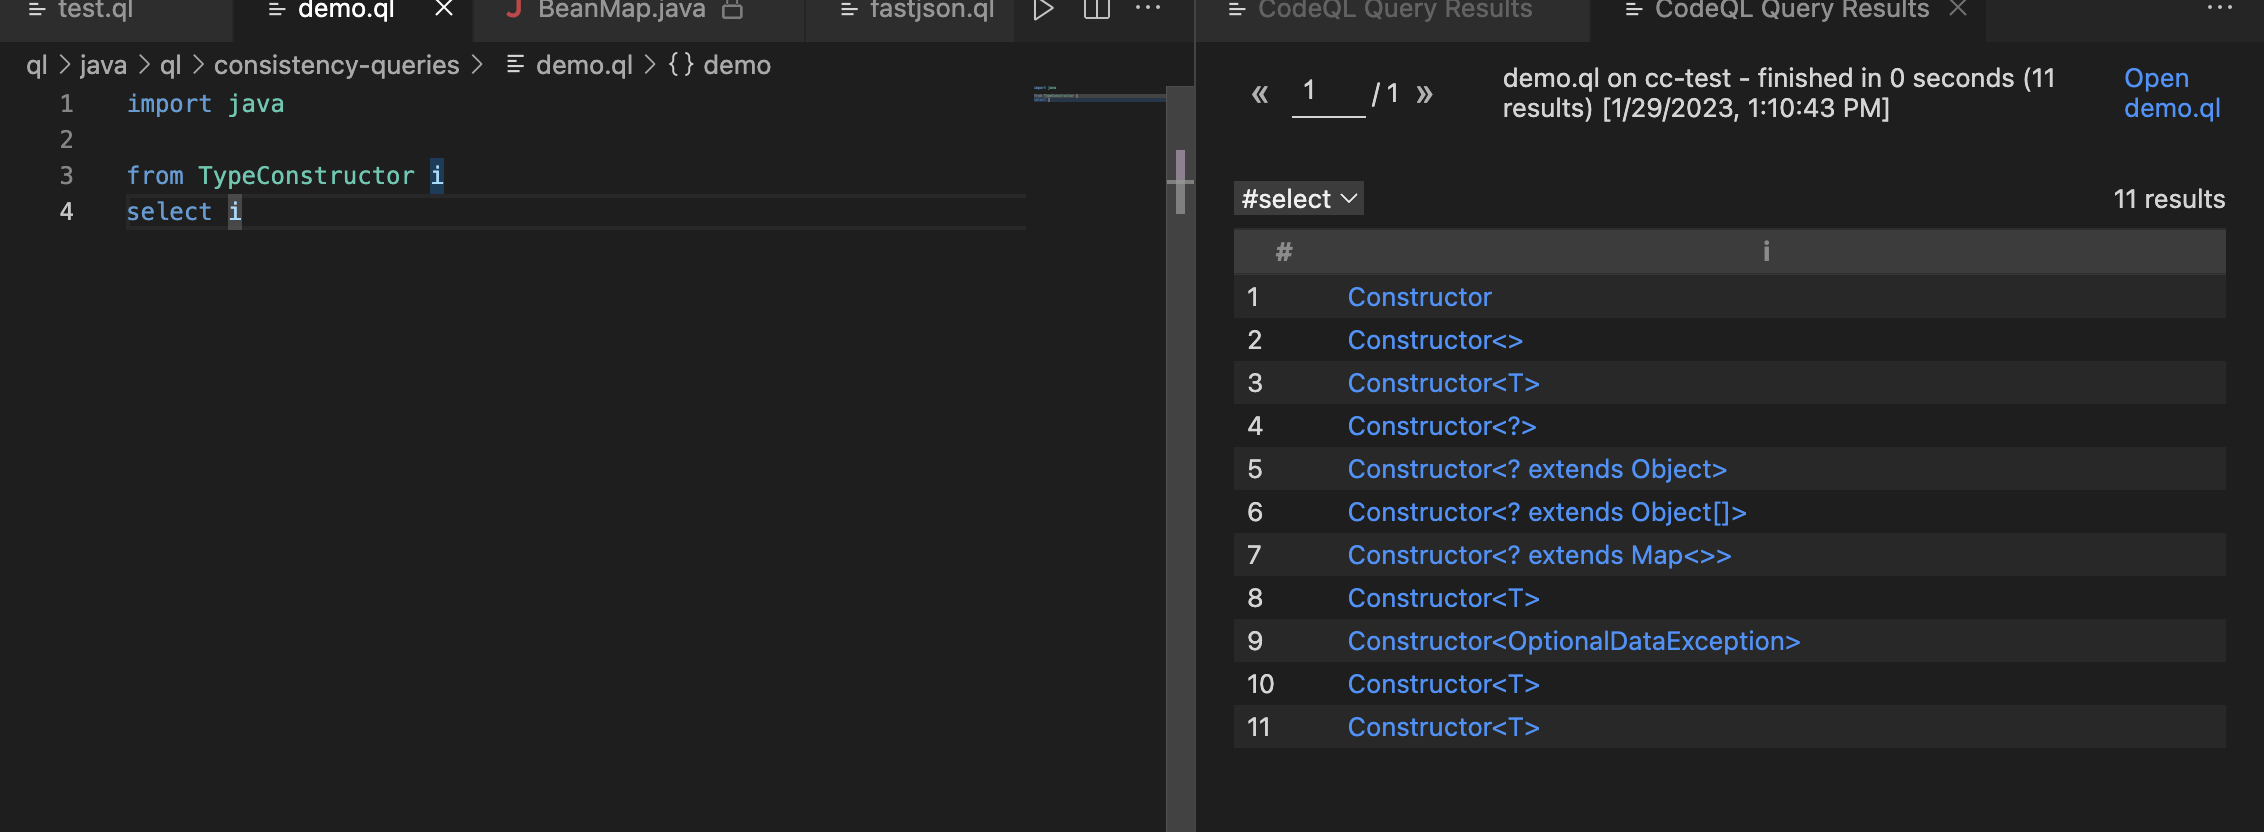 test.ql
demo.ql
J BeanMap.java
fastjson.ql
ql > java > ql > consistency-queries > demo.ql > {} demo
1 import java
2
3 from TypeConstructor i
4 select i
CodeQL Query Results
CodeQL Query Results
« 1 / 1 »
demo.ql on cc-test - finished in 0 seconds (11
results) [1/29/2023, 1:10:43 PM]
Open
demo.ql
#select
11 results
# i
1 Constructor
2 Constructor<>
3 Constructor<T>
4 Constructor<?>
5 Constructor<? extends Object>
6 Constructor<? extends Object[]>
7 Constructor<? extends Map<>>
8 Constructor<T>
9 Constructor<OptionalDataException>
10 Constructor<T>
11 Constructor<T>